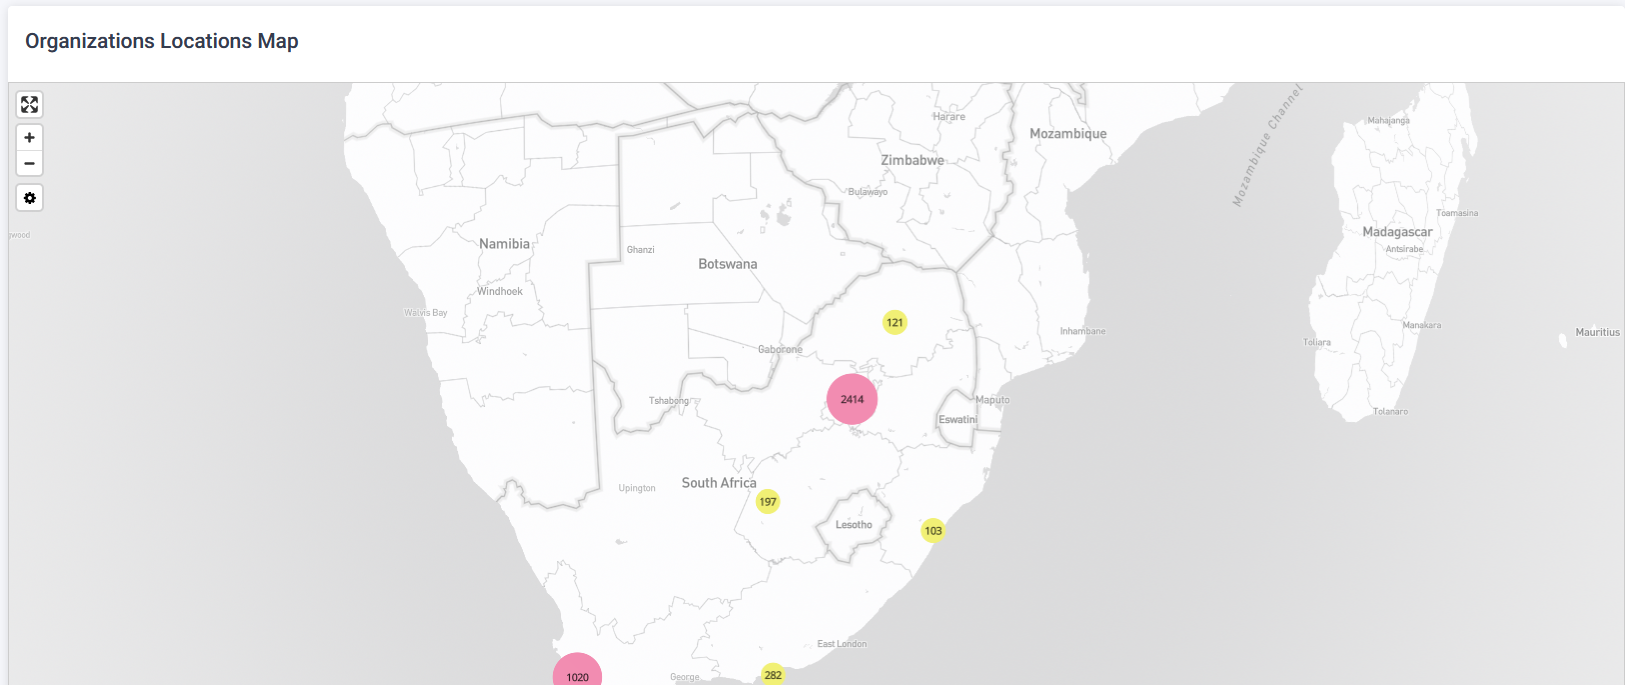 Organizations Locations Map
Harare
Mozambique Channel
Mahajanga
Mozambique
Zimbabwe
Bulawayo
Toamasina
Madagascar
Antsirabe
wood
Namibia
Ghanzi
Botswana
Windhoek
Walvis Bay
121
Manakara
Inhambane
Mauritius
Toliara
Gaborone
2414
Tshabong
Maputo
Eswatini
Tolanaro
South Africa
Upington
197
Lesotho
103
East London
1020
George
282